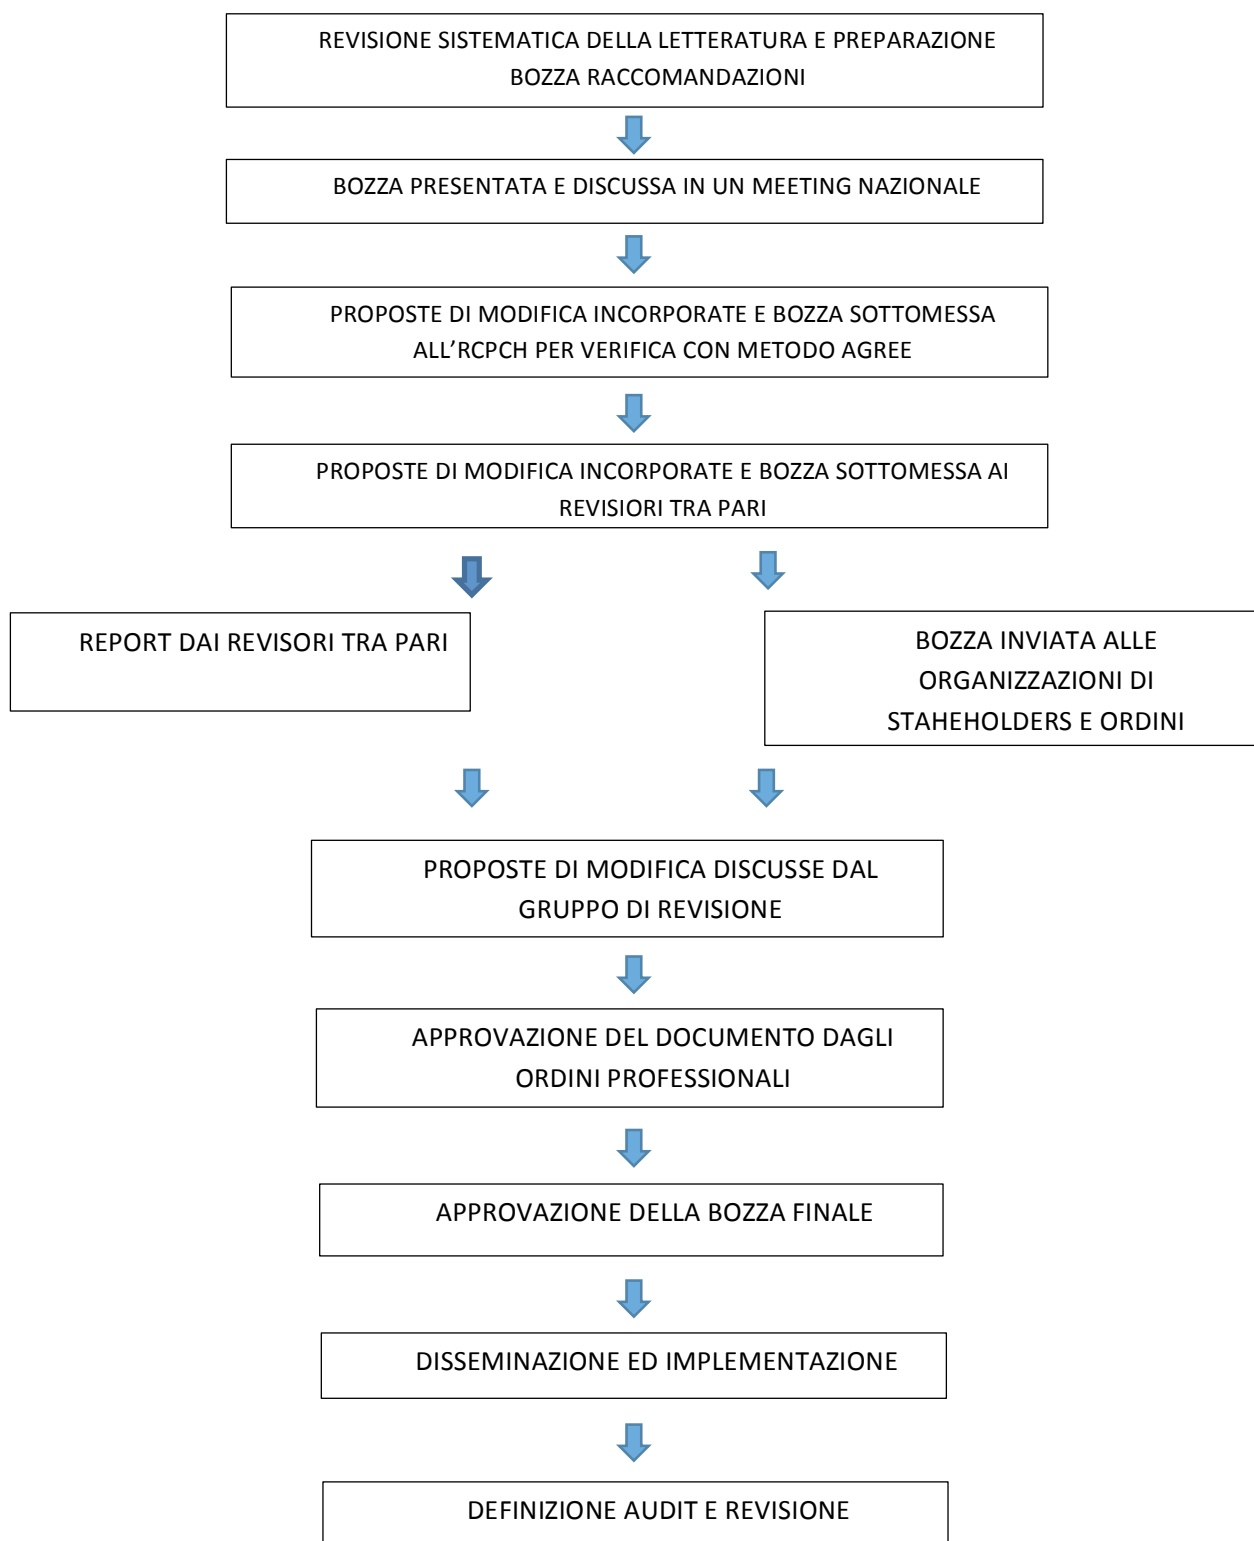 REVISIONE SISTEMATICA DELLA LETTERATURA E PREPARAZIONE
BOZZA RACCOMANDAZIONI
BOZZA PRESENTATA E DISCUSSA IN UN MEETING NAZIONALE
PROPOSTE DI MODIFICA INCORPORATE E BOZZA SOTTOMESSA
ALL’RCPCH PER VERIFICA CON METODO AGREE
PROPOSTE DI MODIFICA INCORPORATE E BOZZA SOTTOMESSA AI
REVISIORI TRA PARI
REPORT DAI REVISORI TRA PARI
BOZZA INVIATA ALLE
ORGANIZZAZIONI DI
STAHEHOLDERS E ORDINI
PROPOSTE DI MODIFICA DISCUSSE DAL
GRUPPO DI REVISIONE
APPROVAZIONE DEL DOCUMENTO DAGLI
ORDINI PROFESSIONALI
APPROVAZIONE DELLA BOZZA FINALE
DISSEMINAZIONE ED IMPLEMENTAZIONE
DEFINIZIONE AUDIT E REVISIONE